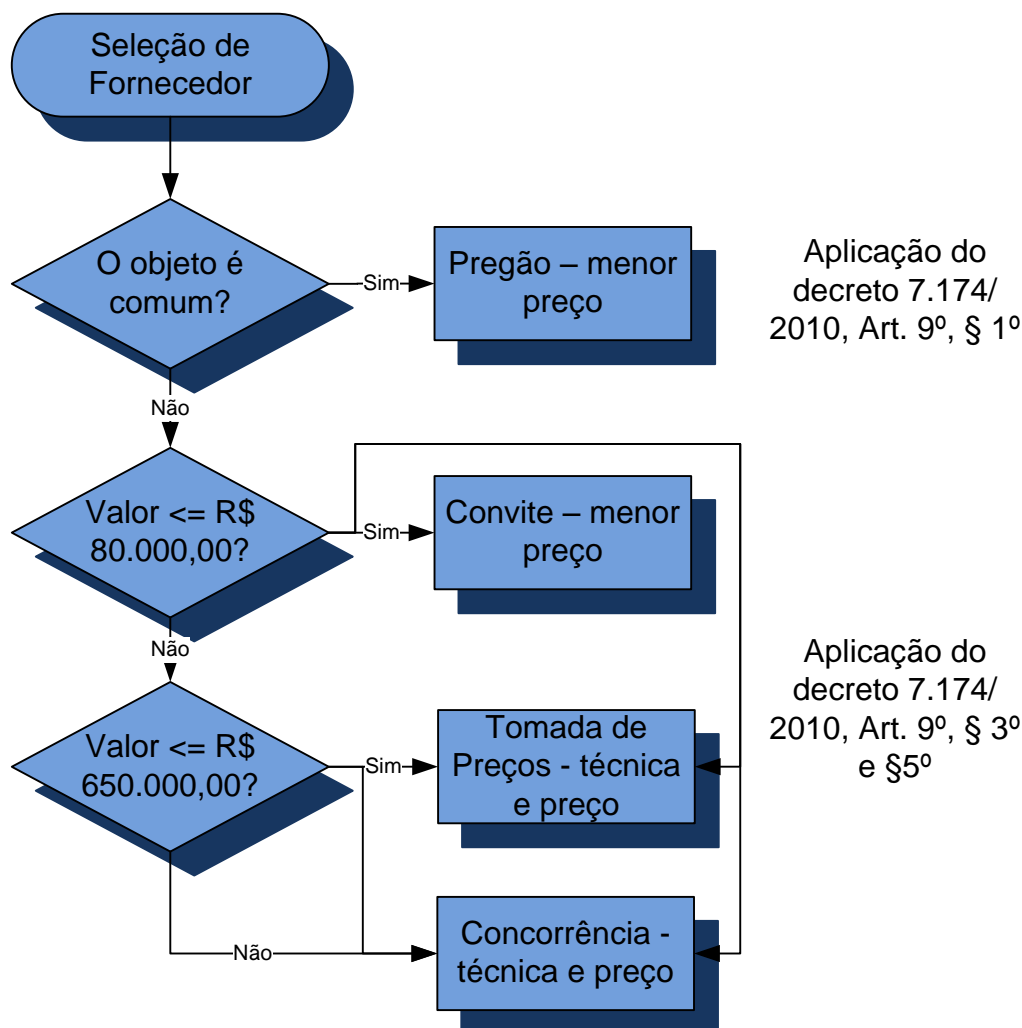 Seleção de
Fornecedor
O objeto é
comum?
Sim
Pregão – menor
preço
Aplicação do
decreto 7.174/
2010, Art. 9º, § 1º
Não
Valor <= R$
80.000,00?
Sim
Convite – menor
preço
Não
Valor <= R$
650.000,00?
Sim
Tomada de
Preços - técnica
e preço
Aplicação do
decreto 7.174/
2010, Art. 9º, § 3º
e §5º
Não
Concorrência -
técnica e preço